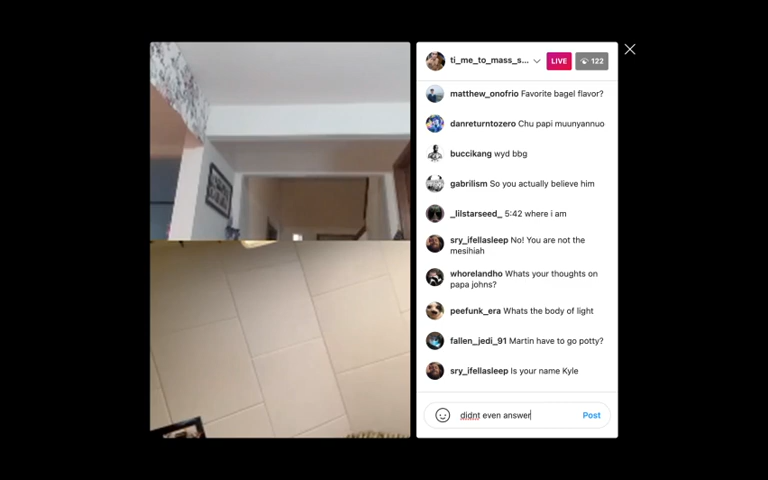 ti_me_to_mass_s... LIVE 122
matthew_onofrio Favorite bagel flavor?
danreturntozero Chu papi muunyannuo
buccikang wyd bbg
gabrilism So you actually believe him
_lilstarseed_ 5:42 where i am
sry_ifellasleep No! You are not the
mesihiah
whorelandho Whats your thoughts on
papa johns?
peefunk_era Whats the body of light
fallen_jedi_91 Martin have to go potty?
sry_ifellasleep Is your name Kyle
didnt even answer Post